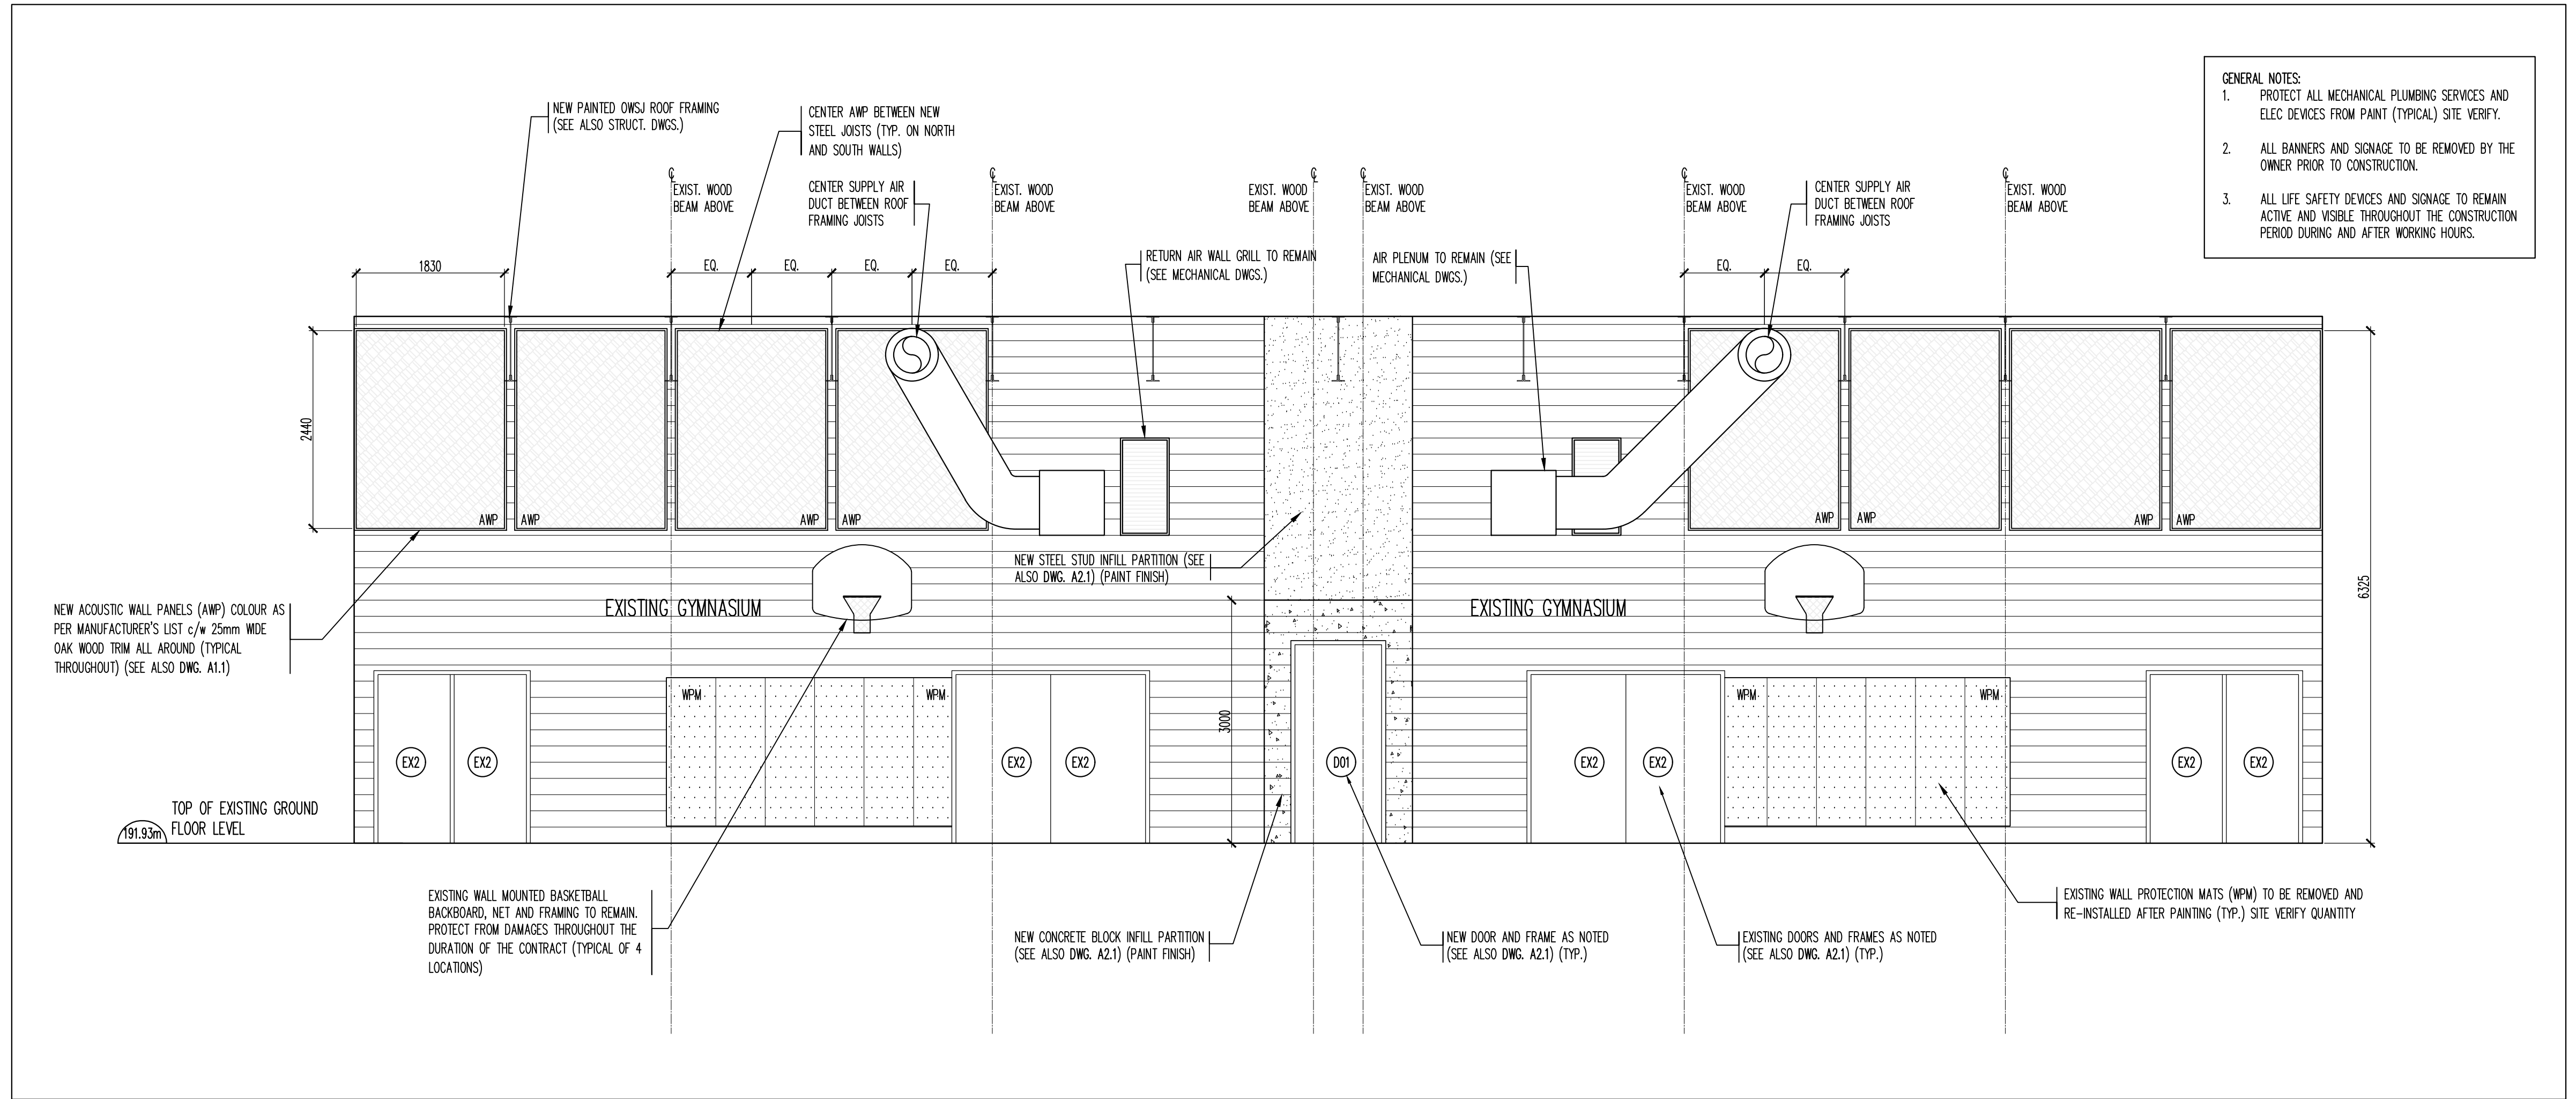 GENERAL NOTES:
1. PROTECT ALL MECHANICAL PLUMBING SERVICES AND
ELEC DEVICES FROM PAINT (TYPICAL) SITE VERIFY.
2. ALL BANNERS AND SIGNAGE TO BE REMOVED BY THE
OWNER PRIOR TO CONSTRUCTION.
3. ALL LIFE SAFETY DEVICES AND SIGNAGE TO REMAIN
ACTIVE AND VISIBLE THROUGHOUT THE CONSTRUCTION
PERIOD DURING AND AFTER WORKING HOURS.
NEW PAINTED OWSJ ROOF FRAMING
(SEE ALSO STRUCT. DWGS.)
CENTER AWP BETWEEN NEW
STEEL JOISTS (TYP. ON NORTH
AND SOUTH WALLS)
CENTER SUPPLY AIR
DUCT BETWEEN ROOF
FRAMING JOISTS
℄
EXIST. WOOD
BEAM ABOVE
℄
EXIST. WOOD
BEAM ABOVE
℄
EXIST. WOOD
BEAM ABOVE
℄
EXIST. WOOD
BEAM ABOVE
℄
EXIST. WOOD
BEAM ABOVE
℄
EXIST. WOOD
BEAM ABOVE
CENTER SUPPLY AIR
DUCT BETWEEN ROOF
FRAMING JOISTS
RETURN AIR WALL GRILL TO REMAIN
(SEE MECHANICAL DWGS.)
AIR PLENUM TO REMAIN (SEE
MECHANICAL DWGS.)
1830
EQ.
EQ.
EQ.
EQ.
EQ.
EQ.
2440
AWP
AWP
AWP
AWP
AWP
AWP
AWP
AWP
6325
NEW STEEL STUD INFILL PARTITION (SEE
ALSO DWG. A2.1) (PAINT FINISH)
NEW ACOUSTIC WALL PANELS (AWP) COLOUR AS
PER MANUFACTURER'S LIST c/w 25mm WIDE
OAK WOOD TRIM ALL AROUND (TYPICAL
THROUGHOUT) (SEE ALSO DWG. A1.1)
EXISTING GYMNASIUM
EXISTING GYMNASIUM
3000
WPM
WPM
WPM
WPM
EX2
EX2
EX2
EX2
D01
EX2
EX2
EX2
EX2
TOP OF EXISTING GROUND
FLOOR LEVEL
191.93m
EXISTING WALL MOUNTED BASKETBALL
BACKBOARD, NET AND FRAMING TO REMAIN.
PROTECT FROM DAMAGES THROUGHOUT THE
DURATION OF THE CONTRACT (TYPICAL OF 4
LOCATIONS)
NEW CONCRETE BLOCK INFILL PARTITION
(SEE ALSO DWG. A2.1) (PAINT FINISH)
NEW DOOR AND FRAME AS NOTED
(SEE ALSO DWG. A2.1) (TYP.)
EXISTING DOORS AND FRAMES AS NOTED
(SEE ALSO DWG. A2.1) (TYP.)
EXISTING WALL PROTECTION MATS (WPM) TO BE REMOVED AND
RE-INSTALLED AFTER PAINTING (TYP.) SITE VERIFY QUANTITY